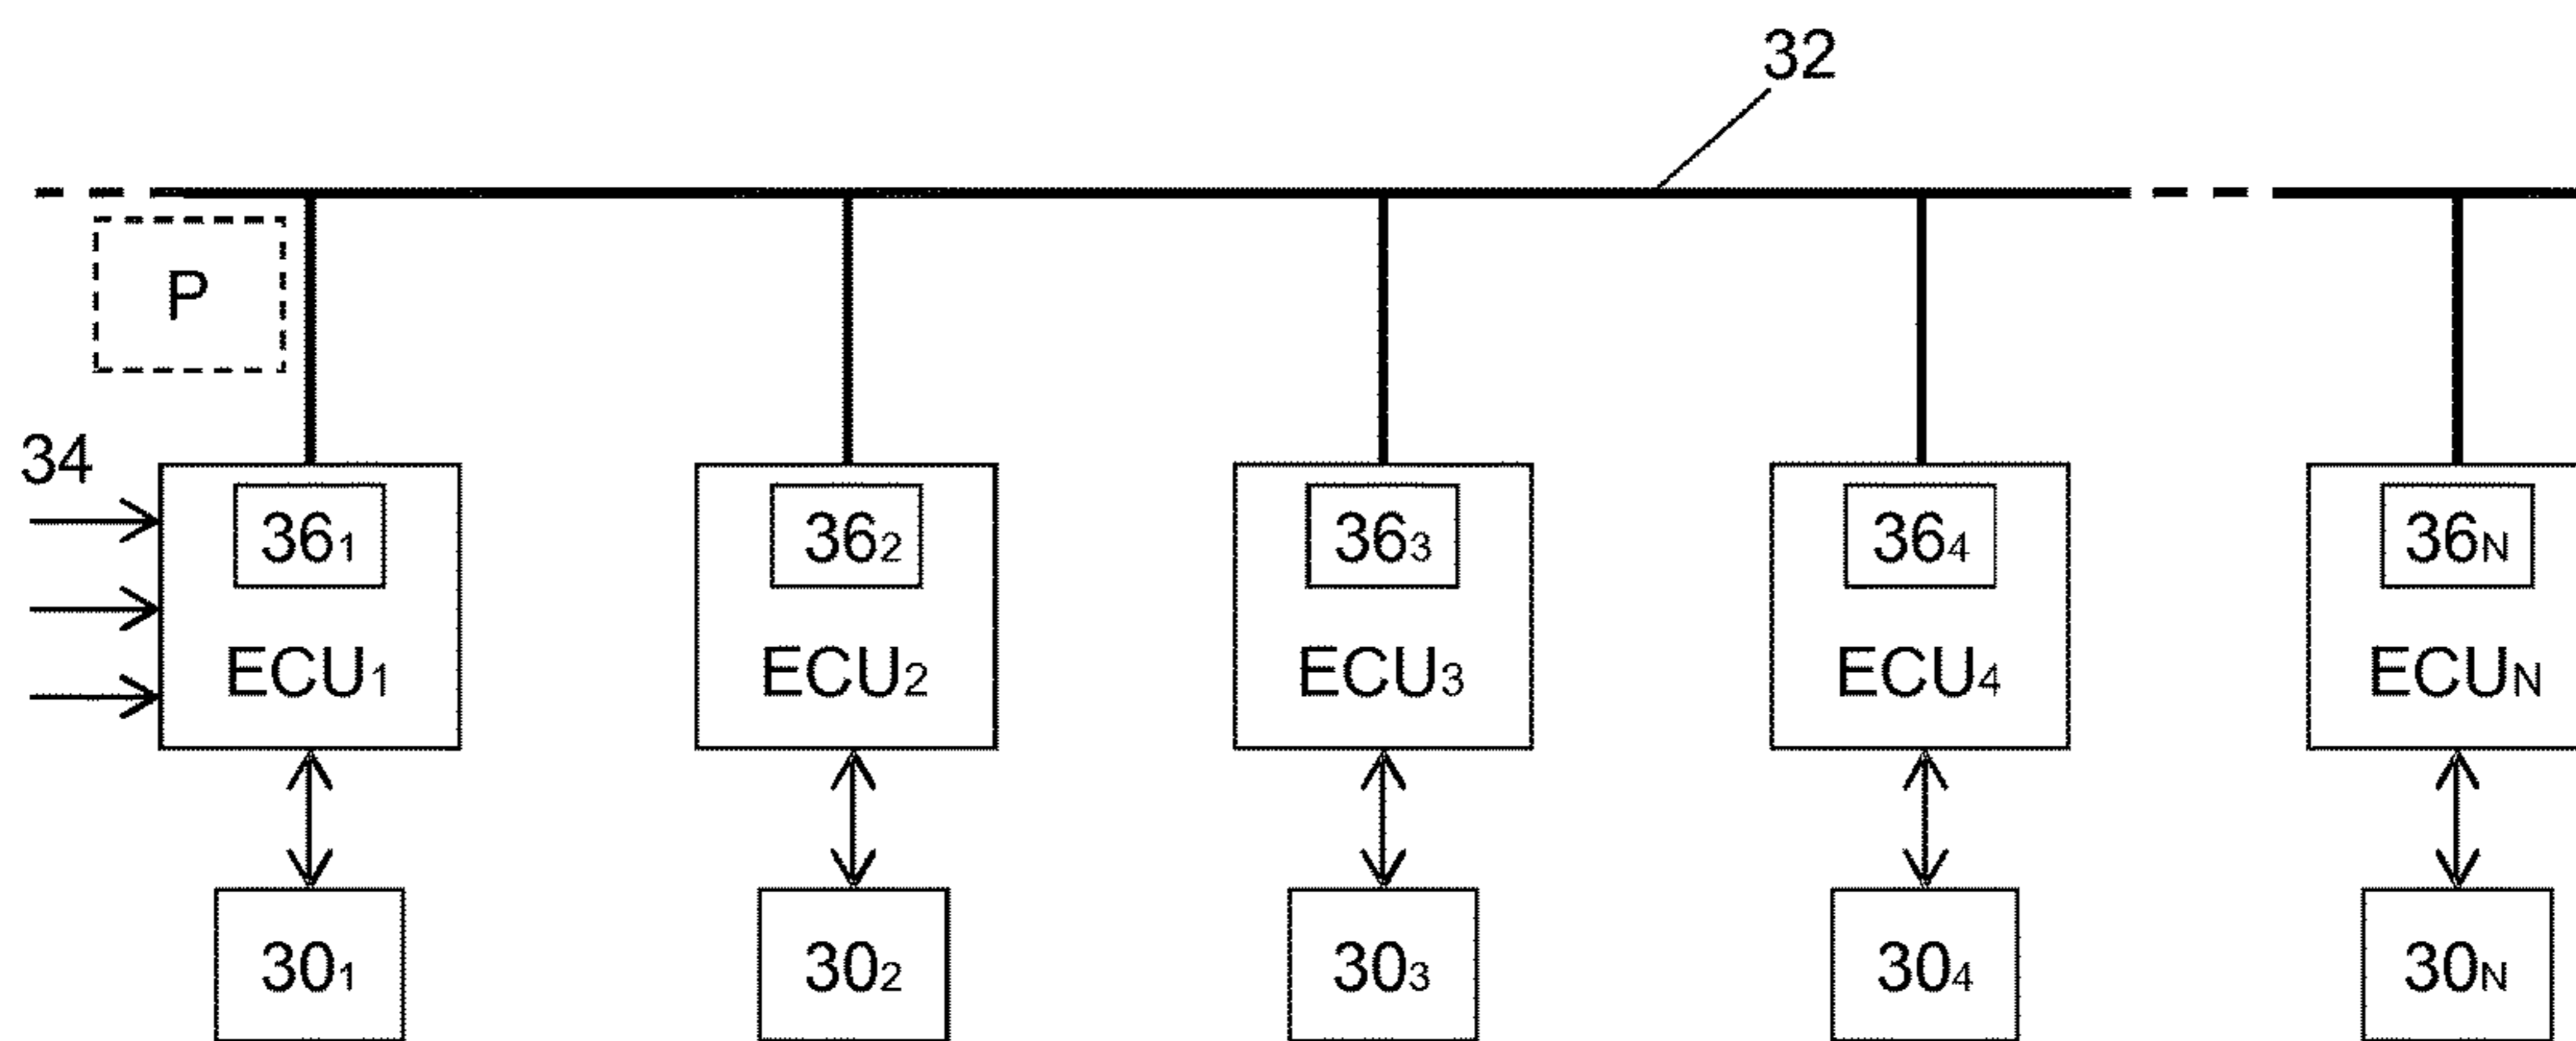 32
P
34
36₁ 36₂ 36₃ 36₄ 36N
ECU₁ ECU₂ ECU₃ ECU₄ ECUN
30₁ 30₂ 30₃ 30₄ 30N